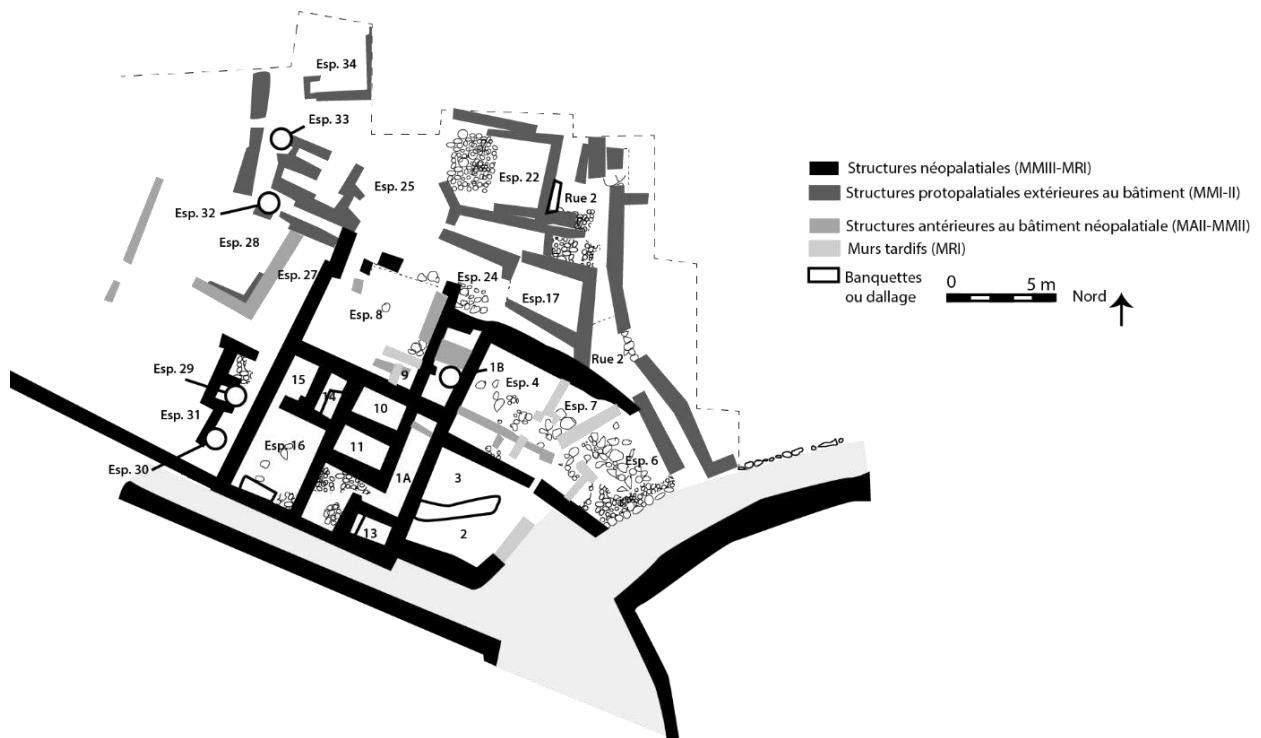 Esp. 34
Esp. 33
Esp. 25
Esp. 22
Rue 2
Esp. 32
Esp. 28
Esp. 27
Esp. 24
Esp.17
Esp. 8
Rue 2
Esp. 29
15
14
9
1B
Esp. 4
Esp. 7
10
Esp. 31
Esp. 16
11
Esp. 6
Esp. 30
1A
3
13
2
Structures néopalatiales (MMIII-MRI)
Structures protopalatiales extérieures au bâtiment (MMI-II)
Structures antérieures au bâtiment néopalatiale (MAII-MMII)
Murs tardifs (MRI)
Banquettes
ou dallage
0 5 m
Nord